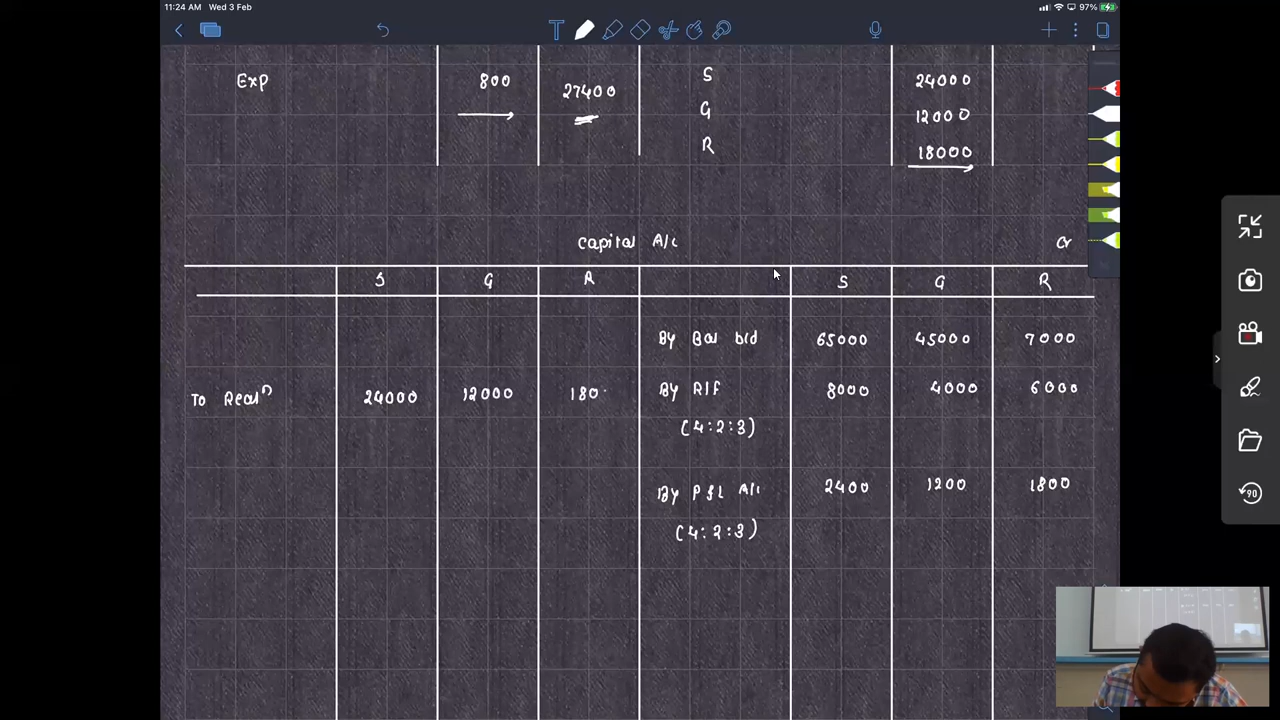 11:24 AM Wed 3 Feb 97%
T
Exp 800 27400 S 24000
G 12000
R 18000
Capital A/c Cr
S G R S G R
By Bal b/d 65000 45000 7000
To Realⁿ 24000 12000 180 By R/F 8000 4000 6000
(4:2:3)
By P&L A/c 2400 1200 1800
(4:2:3)
90